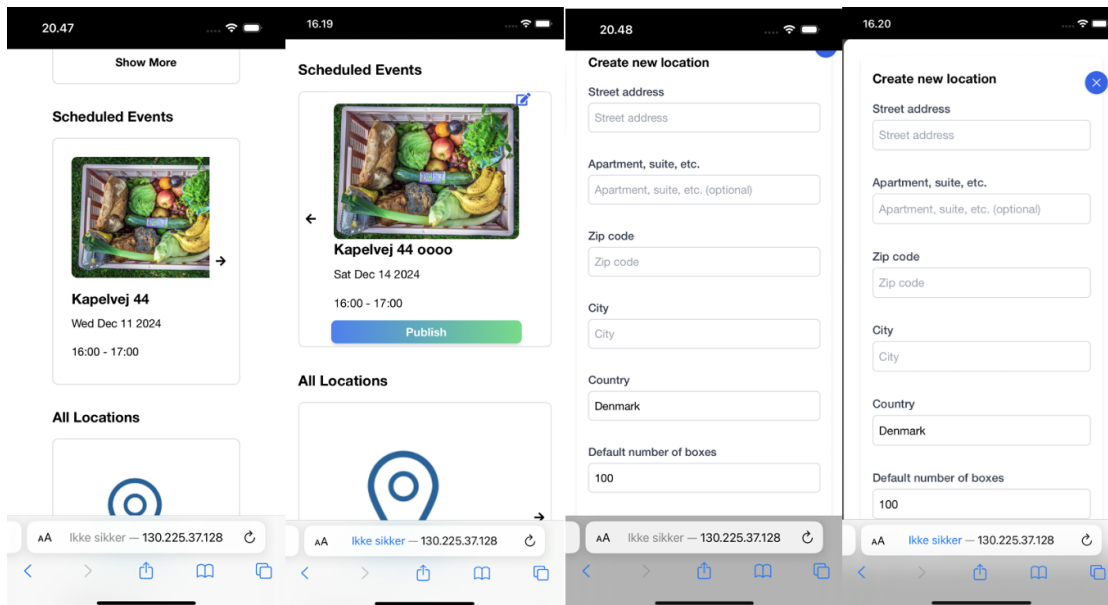 20.47
Show More
Scheduled Events
Kapelvej 44
Wed Dec 11 2024
16:00 - 17:00
All Locations
AA Ikke sikker — 130.225.37.128
16.19
Scheduled Events
Kapelvej 44 oooo
Sat Dec 14 2024
16:00 - 17:00
Publish
All Locations
AA Ikke sikker — 130.225.37.128
20.48
Create new location
Street address
Street address
Apartment, suite, etc.
Apartment, suite, etc. (optional)
Zip code
Zip code
City
City
Country
Denmark
Default number of boxes
100
AA Ikke sikker — 130.225.37.128
16.20
Create new location
Street address
Street address
Apartment, suite, etc.
Apartment, suite, etc. (optional)
Zip code
Zip code
City
City
Country
Denmark
Default number of boxes
100
AA Ikke sikker — 130.225.37.128